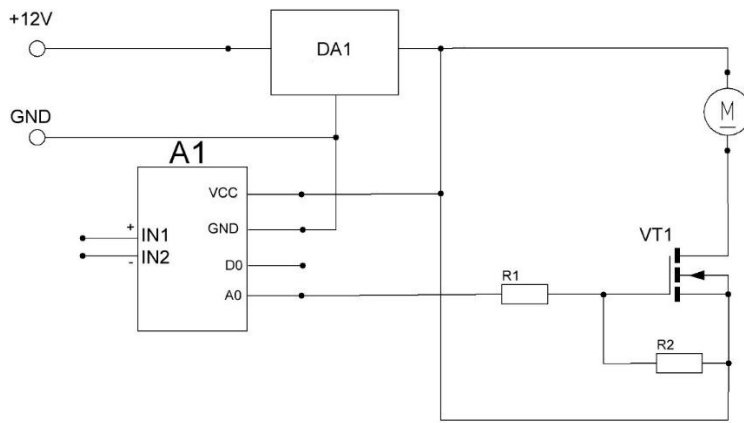 +12V
DA1
GND
A1
M
VCC
+
IN1
GND
VT1
-
IN2
D0
A0
R1
R2